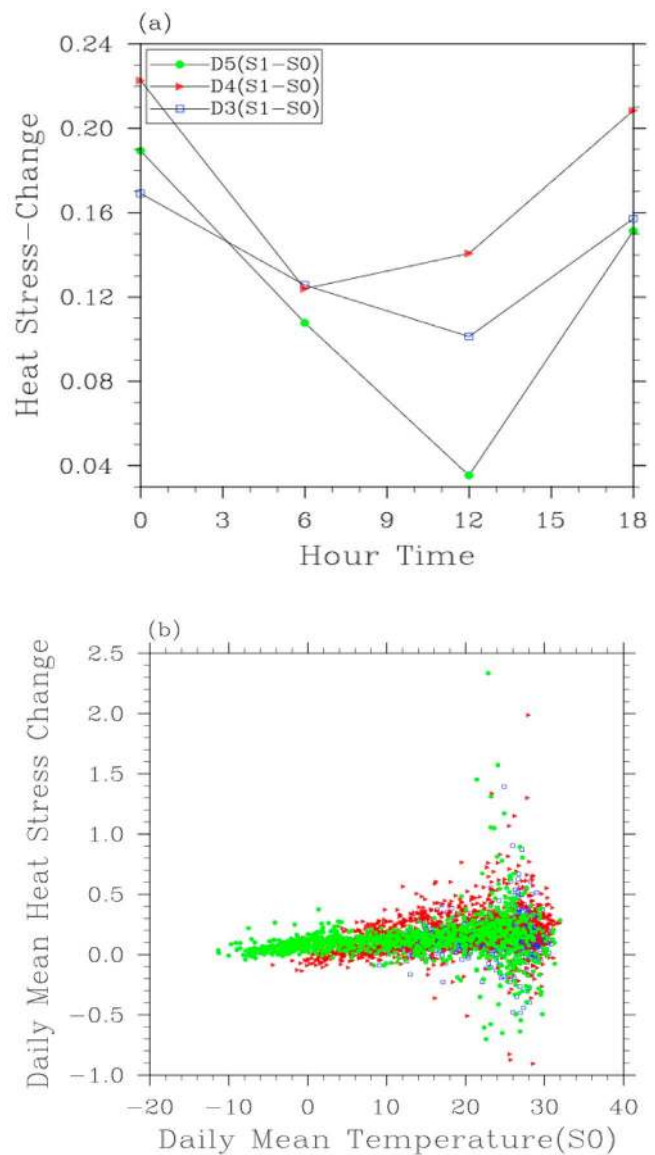 (a)
0.24
0.20
0.16
0.12
0.08
0.04
Heat Stress-Change
D5(S1-S0)
D4(S1-S0)
D3(S1-S0)
0 3 6 9 12 15 18
Hour Time
(b)
2.5
2.0
1.5
1.0
0.5
0.0
-0.5
-1.0
Daily Mean Heat Stress Change
-20 -10 0 10 20 30 40
Daily Mean Temperature(S0)